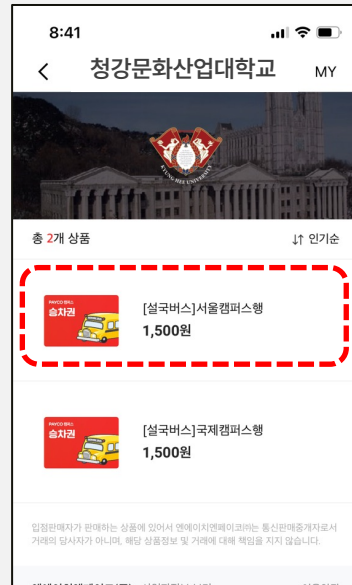 8:41
청강문화산업대학교
MY
KYUNG HEE UNIVERSITY
총 2개 상품
↓↑ 인기순
PAYCO 캠퍼스
승차권
[설국버스]서울캠퍼스행
1,500원
PAYCO 캠퍼스
승차권
[설국버스]국제캠퍼스행
1,500원
입점판매자가 판매하는 상품에 있어서 엔에이치엔페이코㈜는 통신판매중개자로서
거래의 당사자가 아니며, 해당 상품정보 및 거래에 대해 책임을 지지 않습니다.